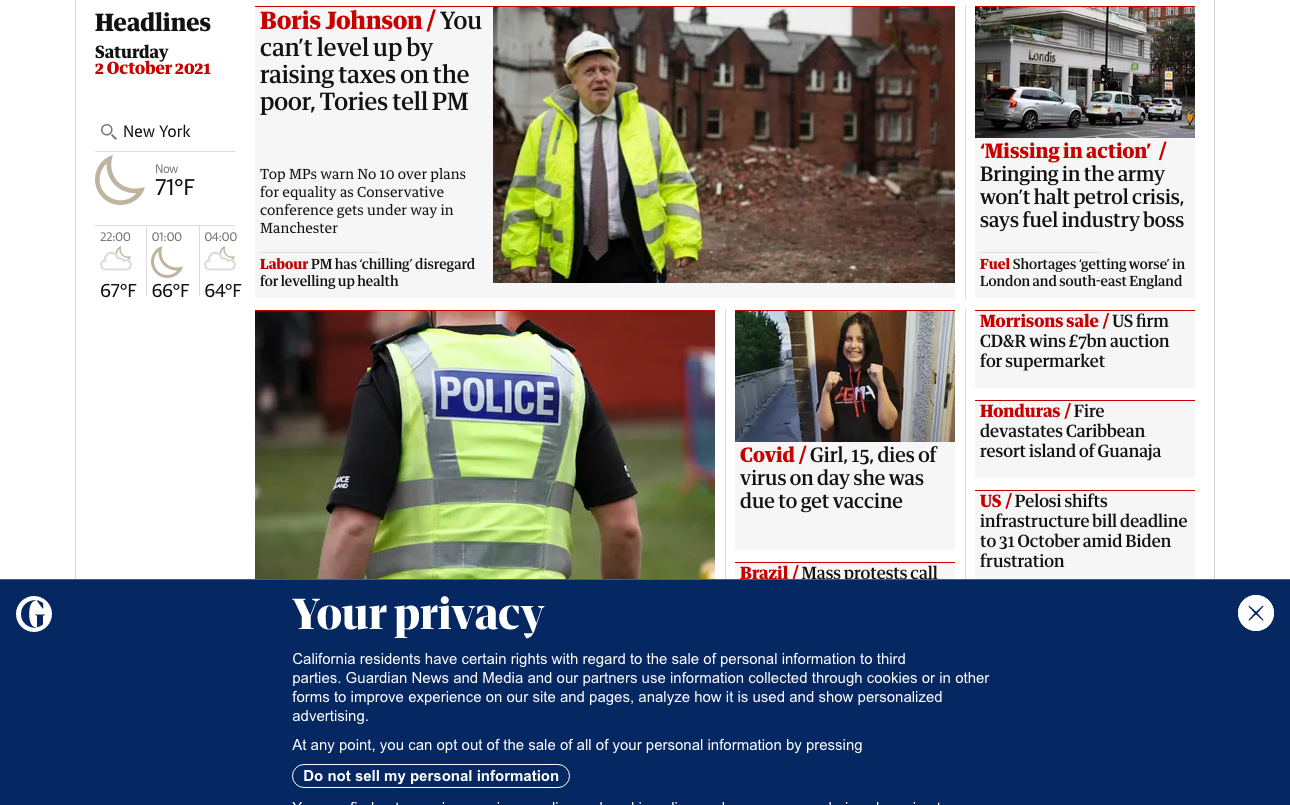 Headlines
Saturday
2 October 2021
New York
Now
71°F
22:00
01:00
04:00
67°F
66°F
64°F
Boris Johnson / You
can't level up by
raising taxes on the
poor, Tories tell PM
Top MPs warn No 10 over plans
for equality as Conservative
conference gets under way in
Manchester
Labour PM has 'chilling' disregard
for levelling up health
Londis
'Missing in action' /
Bringing in the army
won't halt petrol crisis,
says fuel industry boss
Fuel Shortages 'getting worse' in
London and south-east England
POLICE
Covid / Girl, 15, dies of
virus on day she was
due to get vaccine
Brazil / Mass protests call
Morrisons sale / US firm
CD&R wins £7bn auction
for supermarket
Honduras / Fire
devastates Caribbean
resort island of Guanaja
US / Pelosi shifts
infrastructure bill deadline
to 31 October amid Biden
frustration
Your privacy
California residents have certain rights with regard to the sale of personal information to third
parties. Guardian News and Media and our partners use information collected through cookies or in other
forms to improve experience on our site and pages, analyze how it is used and show personalized
advertising.
At any point, you can opt out of the sale of all of your personal information by pressing
Do not sell my personal information